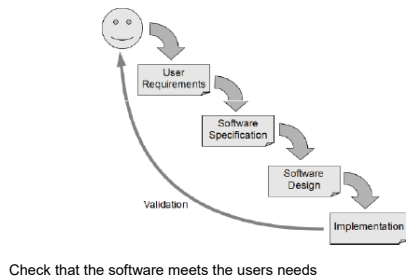 User
Requirements
Software
Specification
Software
Design
Validation
Implementation
Check that the software meets the users needs